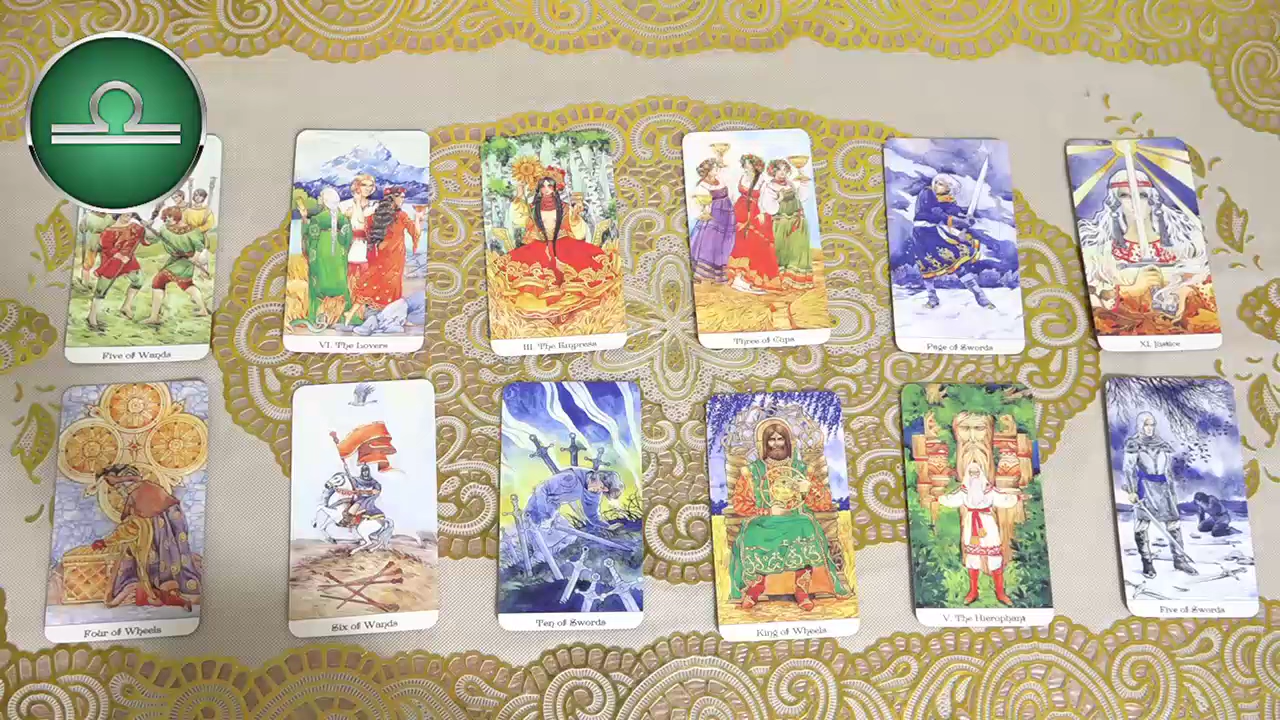 Five of Wands
VI. The Lovers
III. The Empress
Three of Cups
Page of Swords
XI. Justice
Four of Wheels
Six of Wands
Ten of Swords
King of Wheels
V. The Hierophant
Five of Swords